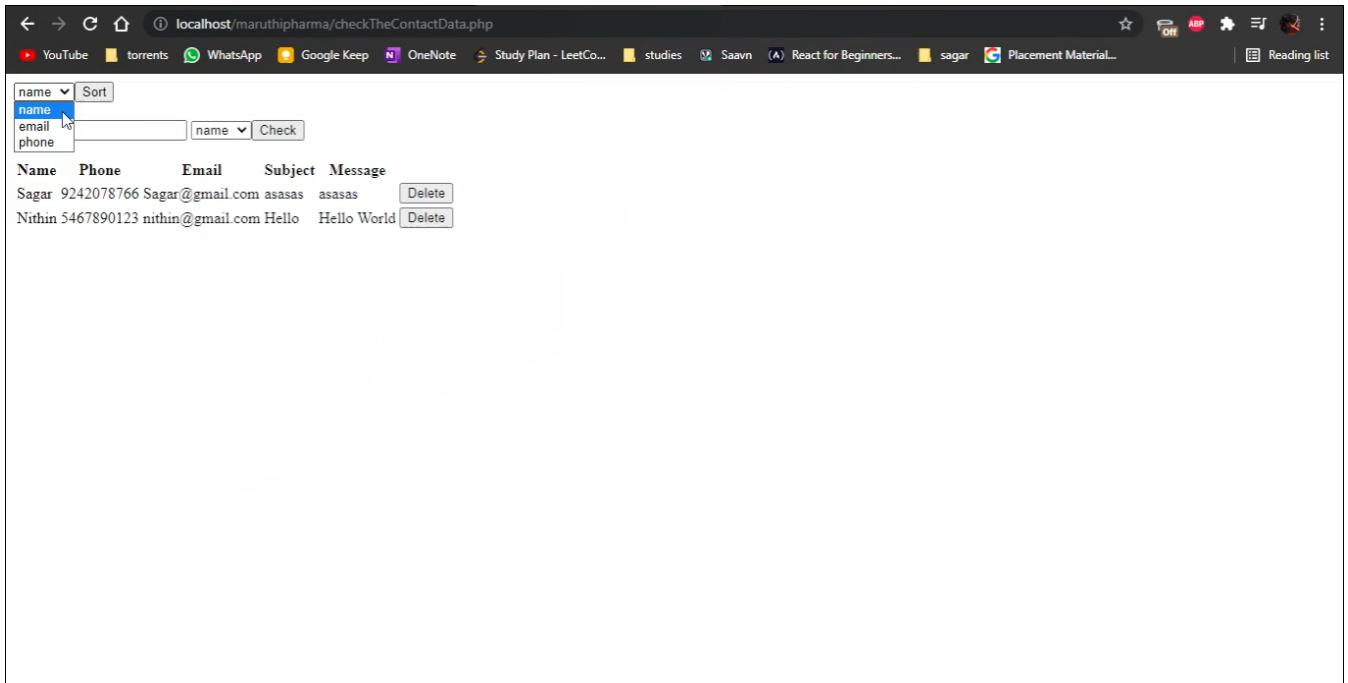 localhost/maruthipharma/checkTheContactData.php
ABP
Off
YouTube torrents WhatsApp Google Keep N OneNote Study Plan - LeetCo... studies Saavn React for Beginners... sagar Placement Material... Reading list
name Sort
name
email
phone
name Check
Name Phone Email Subject Message
Sagar 9242078766 Sagar@gmail.com asasas asasas Delete
Nithin 5467890123 nithin@gmail.com Hello Hello World Delete